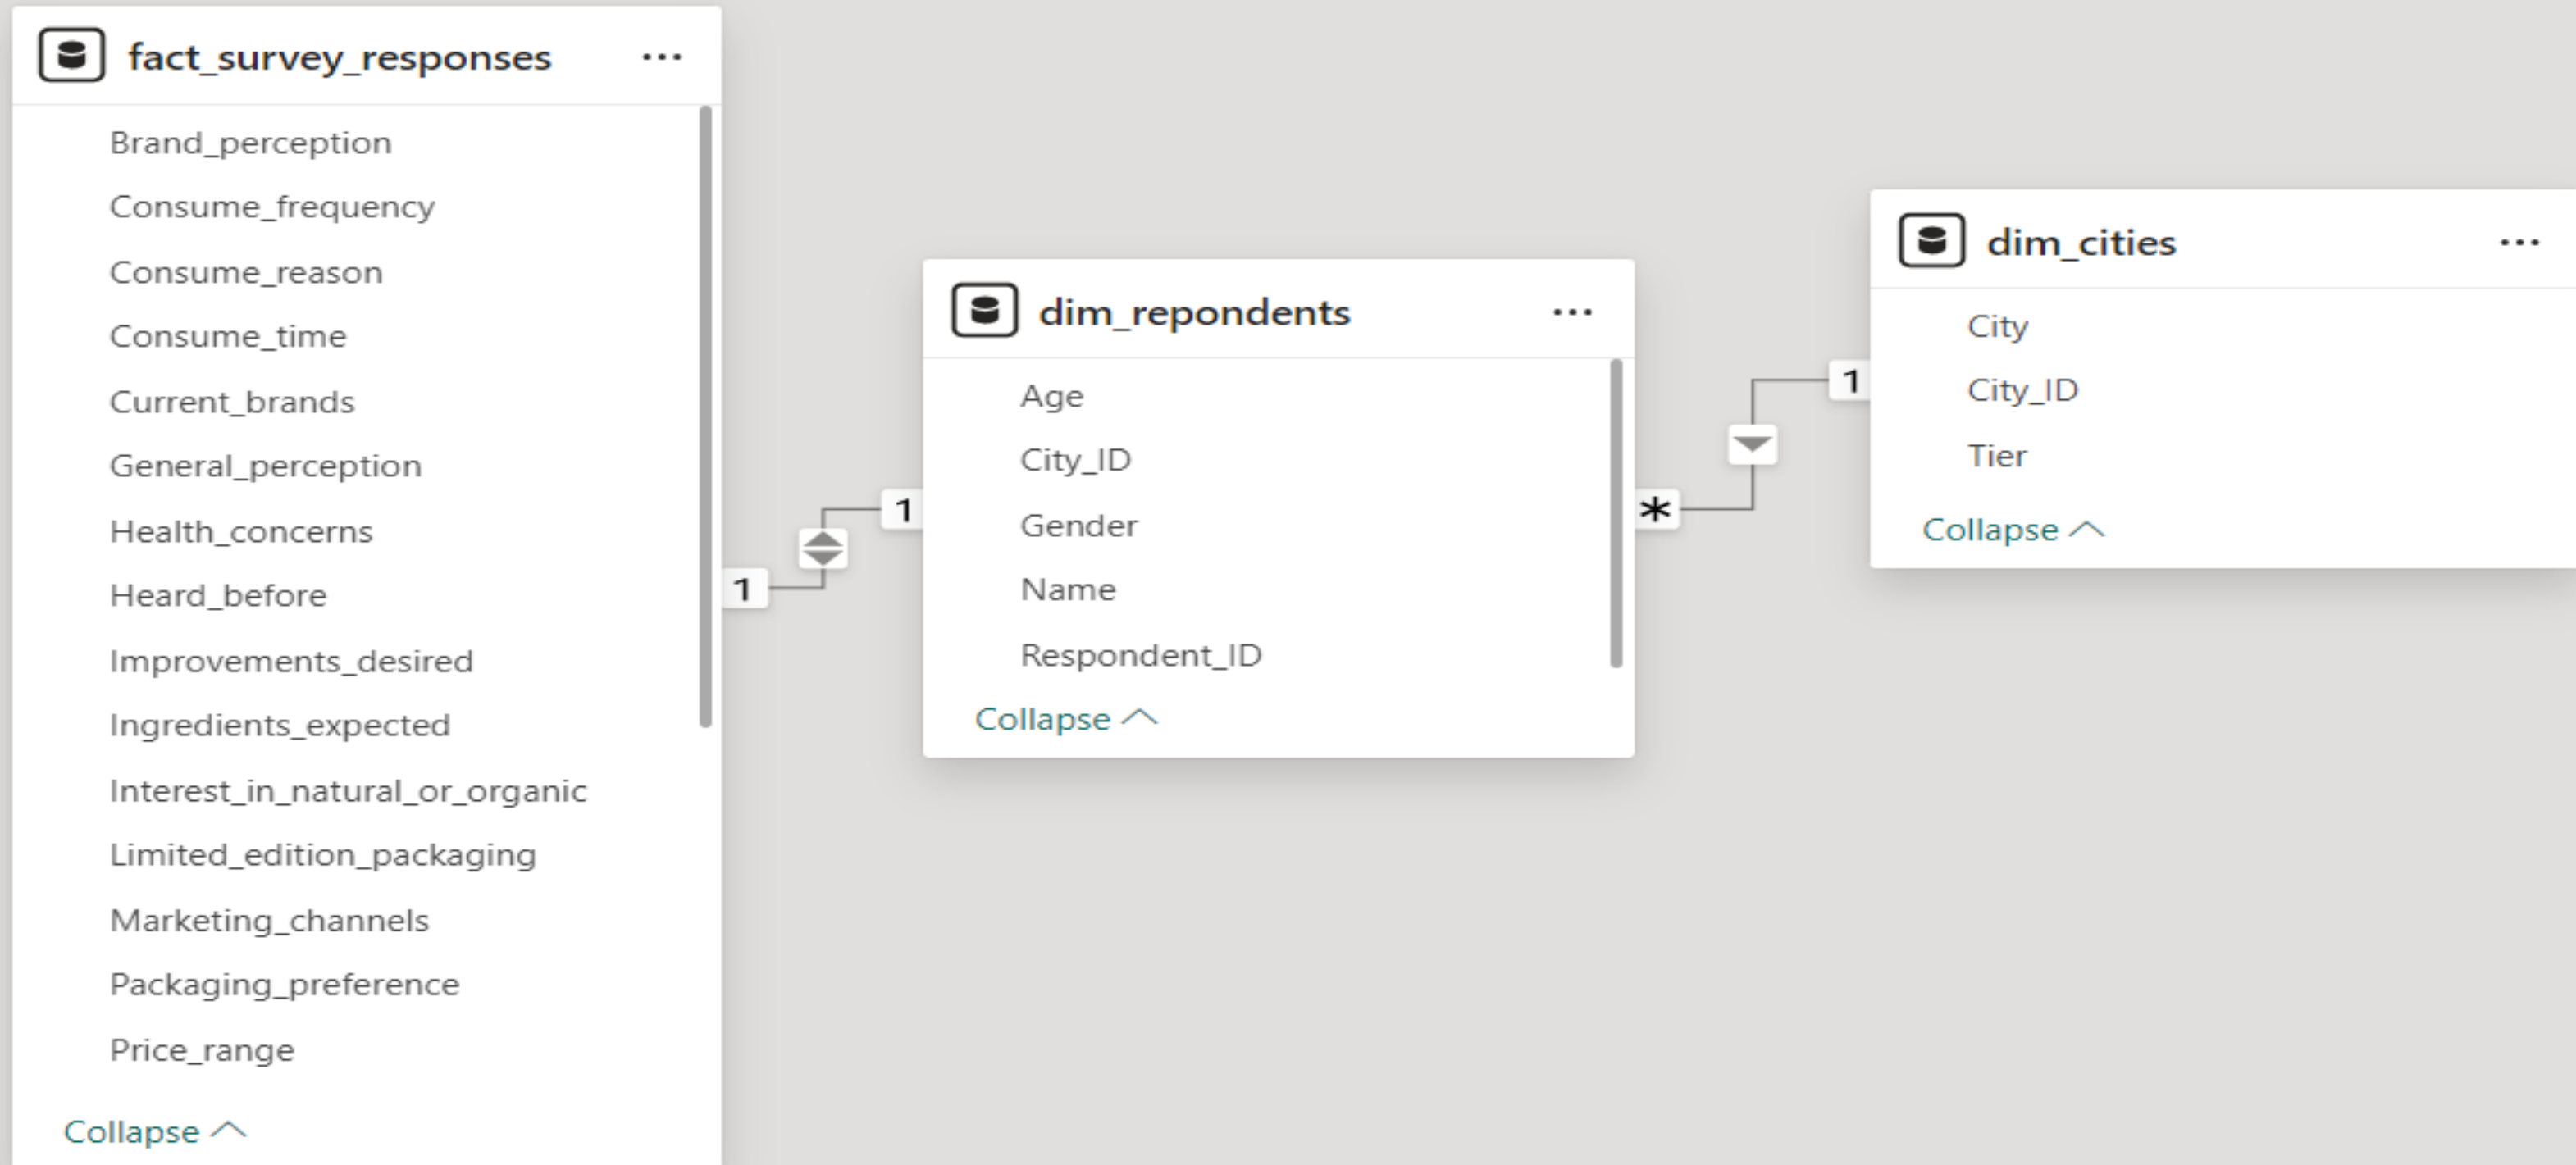 fact_survey_responses ...
Brand_perception
Consume_frequency
Consume_reason
Consume_time
Current_brands
General_perception
Health_concerns
Heard_before
Improvements_desired
Ingredients_expected
Interest_in_natural_or_organic
Limited_edition_packaging
Marketing_channels
Packaging_preference
Price_range
Collapse
1
1
dim_repondents ...
Age
City_ID
Gender
Name
Respondent_ID
Collapse
*
1
dim_cities ...
City
City_ID
Tier
Collapse